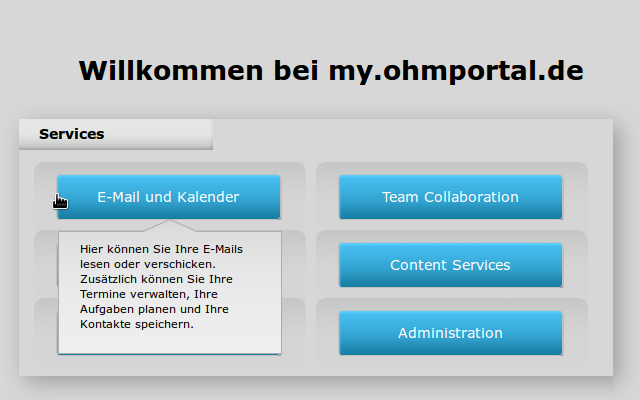 Willkommen bei my.ohmportal.de
Services
E-Mail und Kalender
Team Collaboration
Hier können Sie Ihre E-Mails
lesen oder verschicken.
Zusätzlich können Sie Ihre
Termine verwalten, Ihre
Aufgaben planen und Ihre
Kontakte speichern.
Content Services
Administration